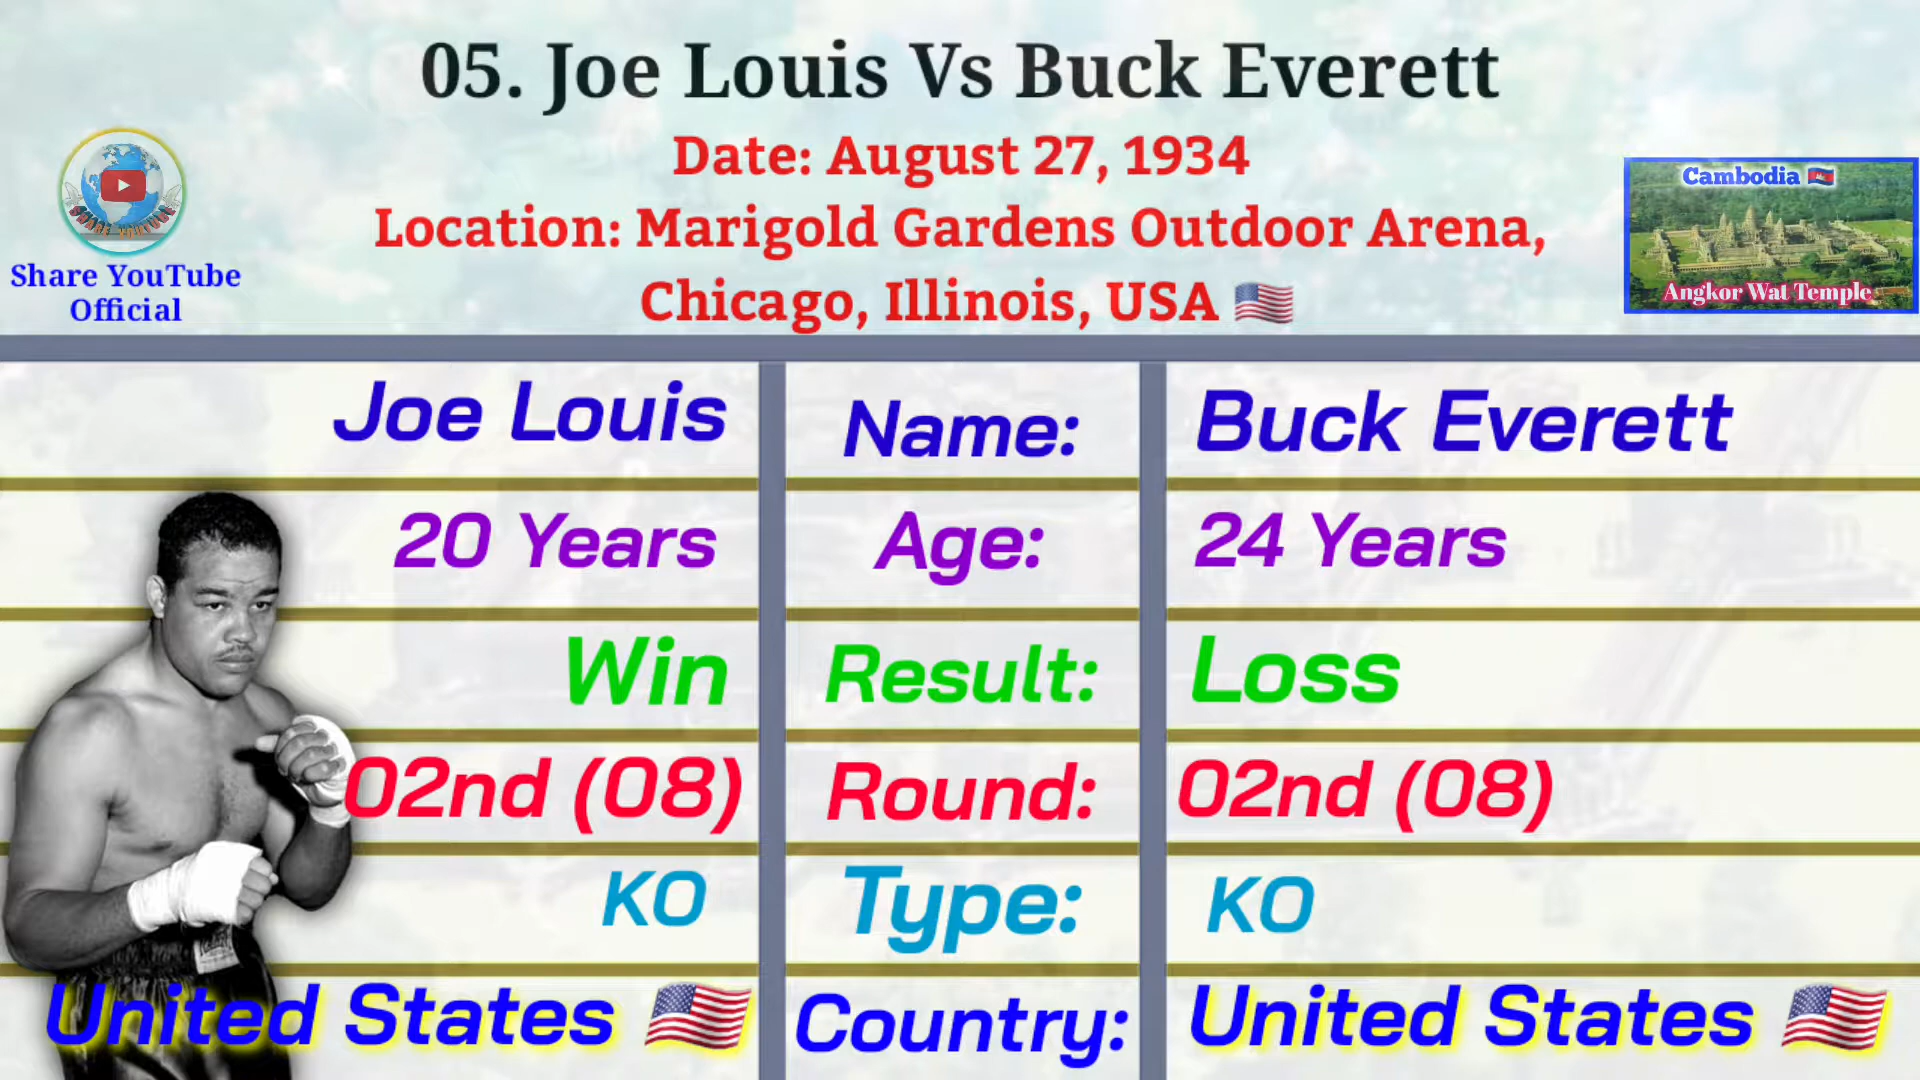 05. Joe Louis Vs Buck Everett
Date: August 27, 1934
Location: Marigold Gardens Outdoor Arena,
Chicago, Illinois, USA 🇺🇸
SHARE YOUTUBE
Share YouTube
Official
Cambodia 🇰🇭
Angkor Wat Temple
Joe Louis Name: Buck Everett
20 Years Age: 24 Years
Win Result: Loss
02nd (08) Round: 02nd (08)
KO Type: KO
United States 🇺🇸 Country: United States 🇺🇸